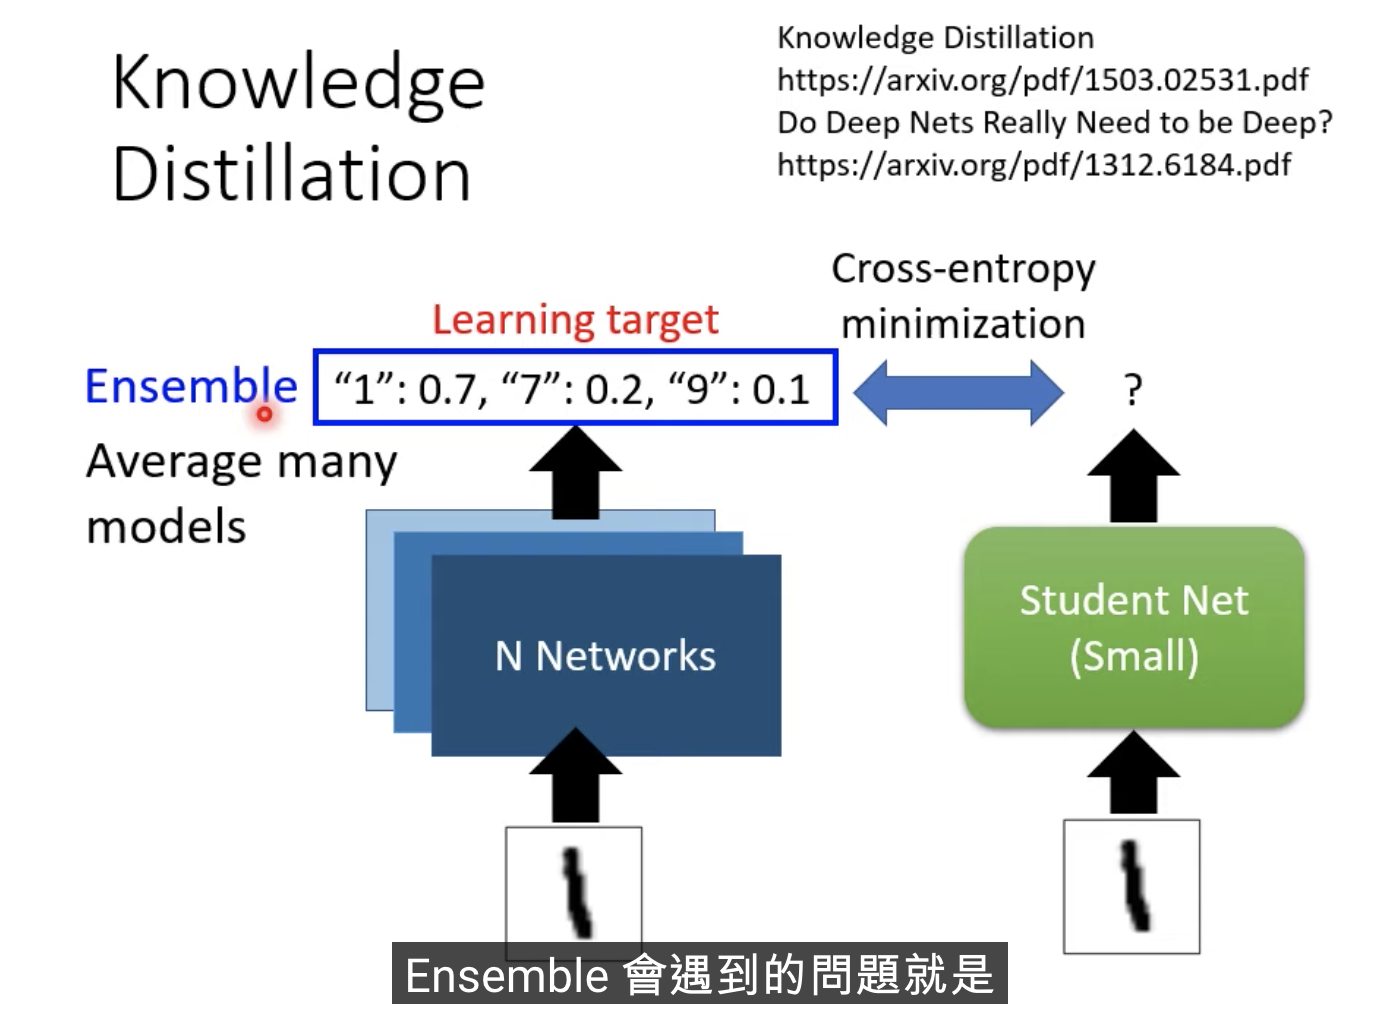 Knowledge
Distillation
Knowledge Distillation
https://arxiv.org/pdf/1503.02531.pdf
Do Deep Nets Really Need to be Deep?
https://arxiv.org/pdf/1312.6184.pdf
Cross-entropy
minimization
Learning target
Ensemble
“1”: 0.7, “7”: 0.2, “9”: 0.1
?
Average many
models
N Networks
Student Net
(Small)
Ensemble 會遇到的問題就是